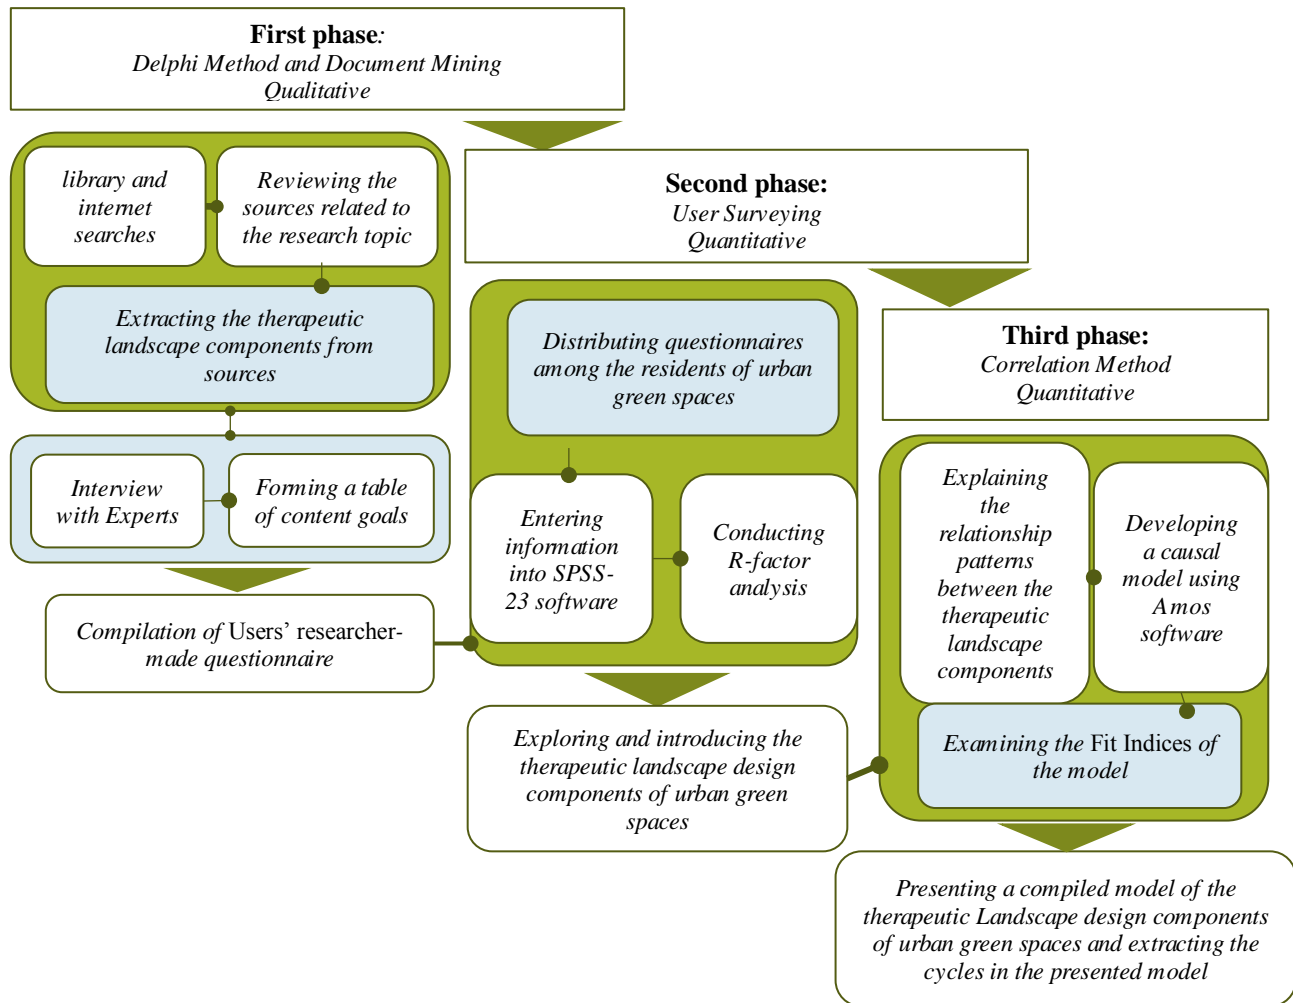 First phase:
Delphi Method and Document Mining
Qualitative
library and
internet
searches
Reviewing the
sources related to
the research topic
Extracting the therapeutic
landscape components from
sources
Interview
with Experts
Forming a table
of content goals
Compilation of Users' researcher-
made questionnaire
Second phase:
User Surveying
Quantitative
Distributing questionnaires
among the residents of urban
green spaces
Entering
information
into SPSS-
23 software
Conducting
R-factor
analysis
Exploring and introducing the
therapeutic landscape design
components of urban green
spaces
Third phase:
Correlation Method
Quantitative
Explaining
the
relationship
patterns
between the
therapeutic
landscape
components
Developing
a causal
model using
Amos
software
Examining the Fit Indices of
the model
Presenting a compiled model of the
therapeutic Landscape design components
of urban green spaces and extracting the
cycles in the presented model